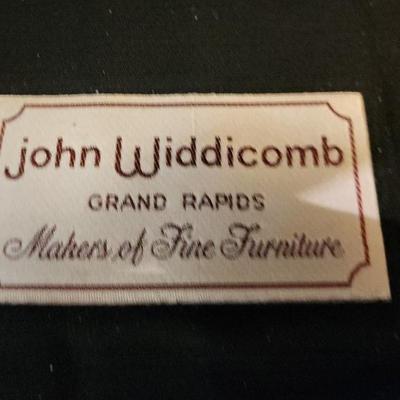 john Widdicomb
GRAND RAPIDS
Makers of Fine Furniture